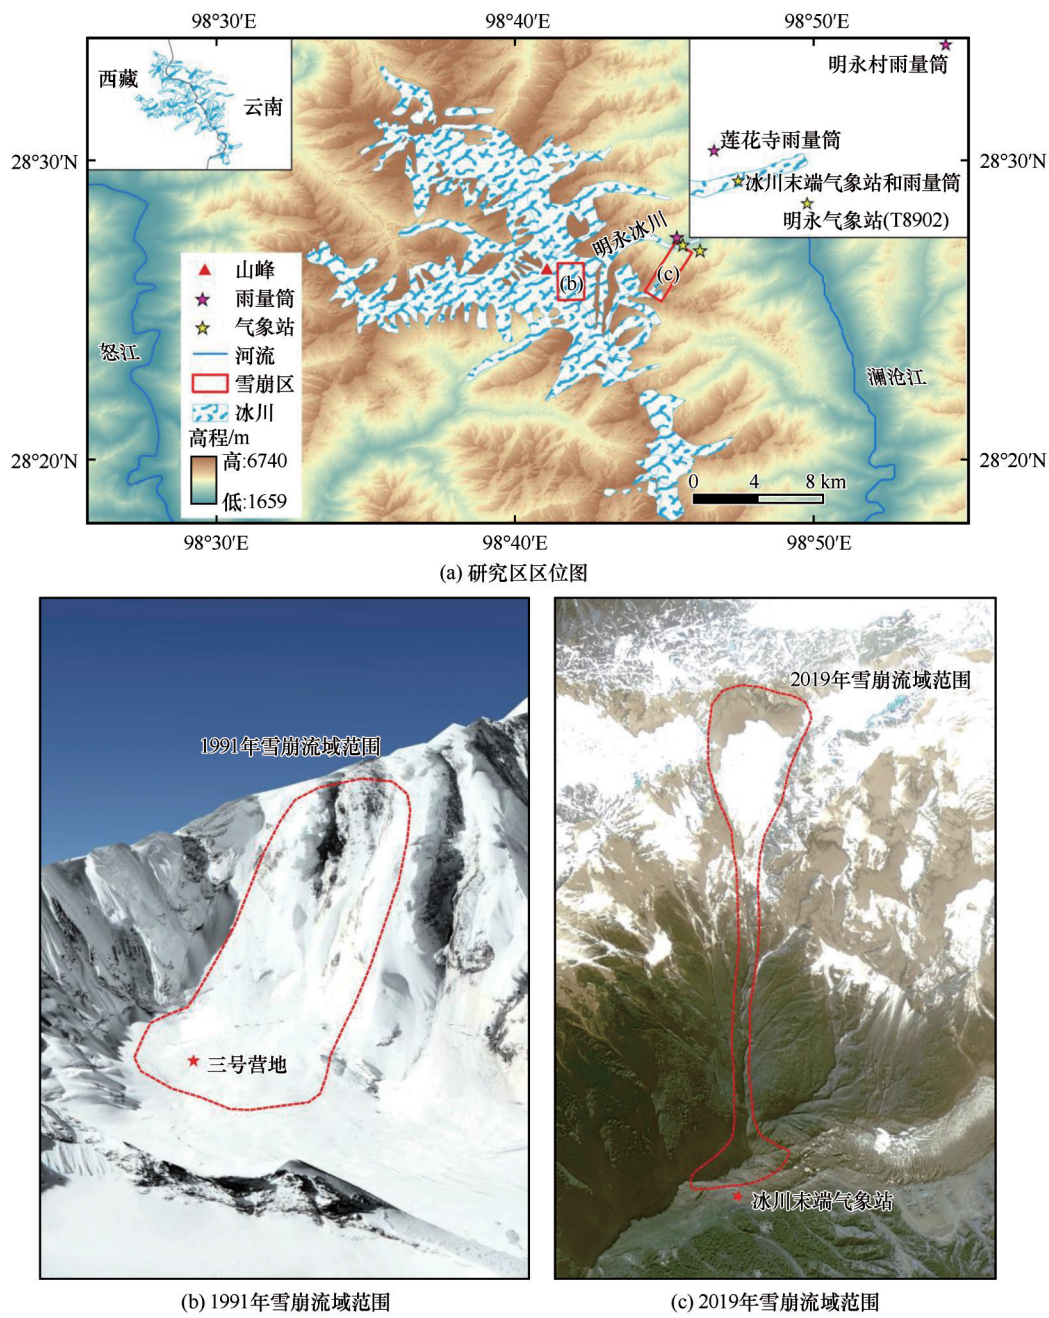 98°30′E 98°40′E 98°50′E
西藏
云南
明永村雨量筒
莲花寺雨量筒
冰川末端气象站和雨量筒
明永气象站(T8902)
28°30′N 28°30′N
明永冰川
(b)
(c)
怒江
澜沧江
山峰
雨量筒
气象站
河流
雪崩区
冰川
高程/m
高:6740
低:1659
28°20′N 28°20′N
0 4 8 km
98°30′E 98°40′E 98°50′E
(a) 研究区区位图
1991年雪崩流域范围
三号营地
(b) 1991年雪崩流域范围
2019年雪崩流域范围
冰川末端气象站
(c) 2019年雪崩流域范围